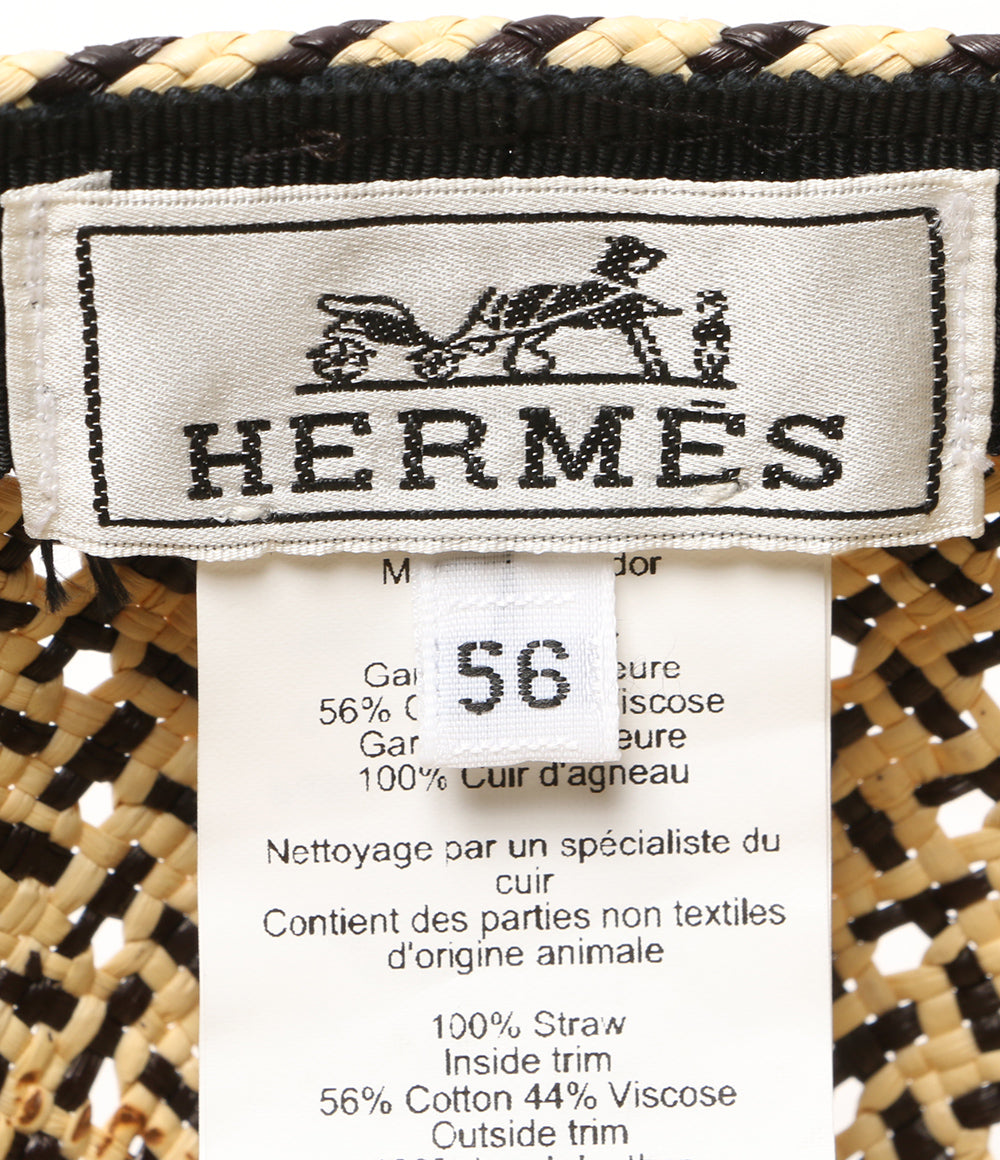 HERMÈS
56
M dor
Ga eure
56% C iscose
Gar eure
100% Cuir d'agneau
Nettoyage par un spécialiste du
cuir
Contient des parties non textiles
d'origine animale
100% Straw
Inside trim
56% Cotton 44% Viscose
Outside trim